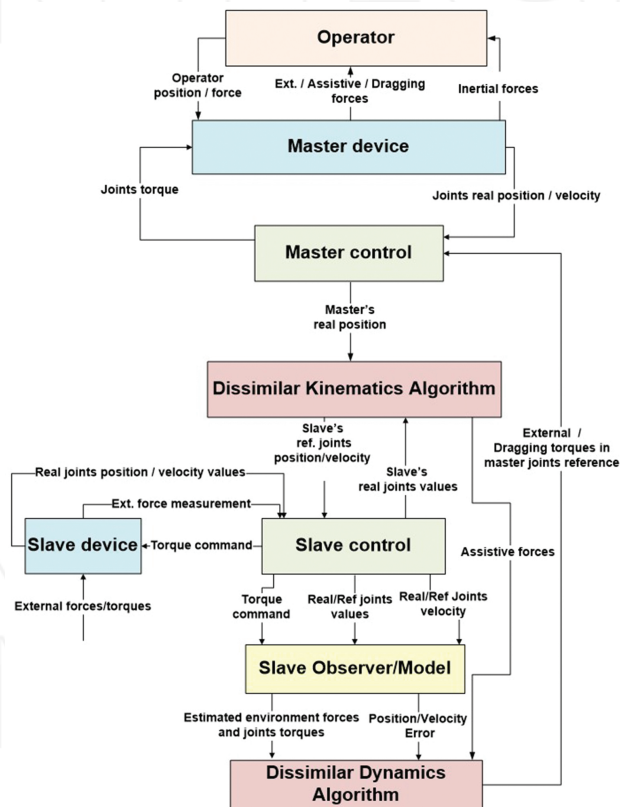 Operator
Operator
position / force
Ext. / Assistive / Dragging
forces
Inertial forces
Master device
Joints torque
Joints real position / velocity
Master control
Master's
real position
Dissimilar Kinematics Algorithm
Slave's
ref. joints
position/velocity
Slave's
real joints values
External /
Dragging torques in
master joints reference
Real joints position / velocity values
Ext. force measurement
Slave device
Torque command
Slave control
Assistive forces
External forces/torques
Torque
command
Real/Ref joints
values
Real/Ref Joints
velocity
Slave Observer/Model
Estimated environment forces
and joints torques
Position/Velocity
Error
Dissimilar Dynamics
Algorithm